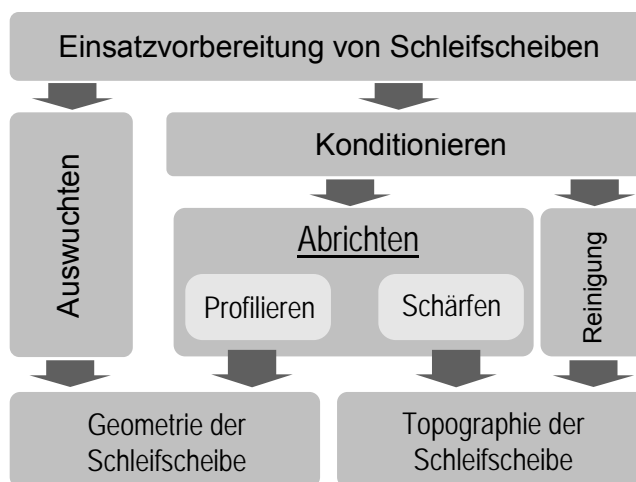 Einsatzvorbereitung von Schleifscheiben
Auswuchten
Konditionieren
Abrichten
Profilieren
Schärfen
Reinigung
Geometrie der
Schleifscheibe
Topographie der
Schleifscheibe